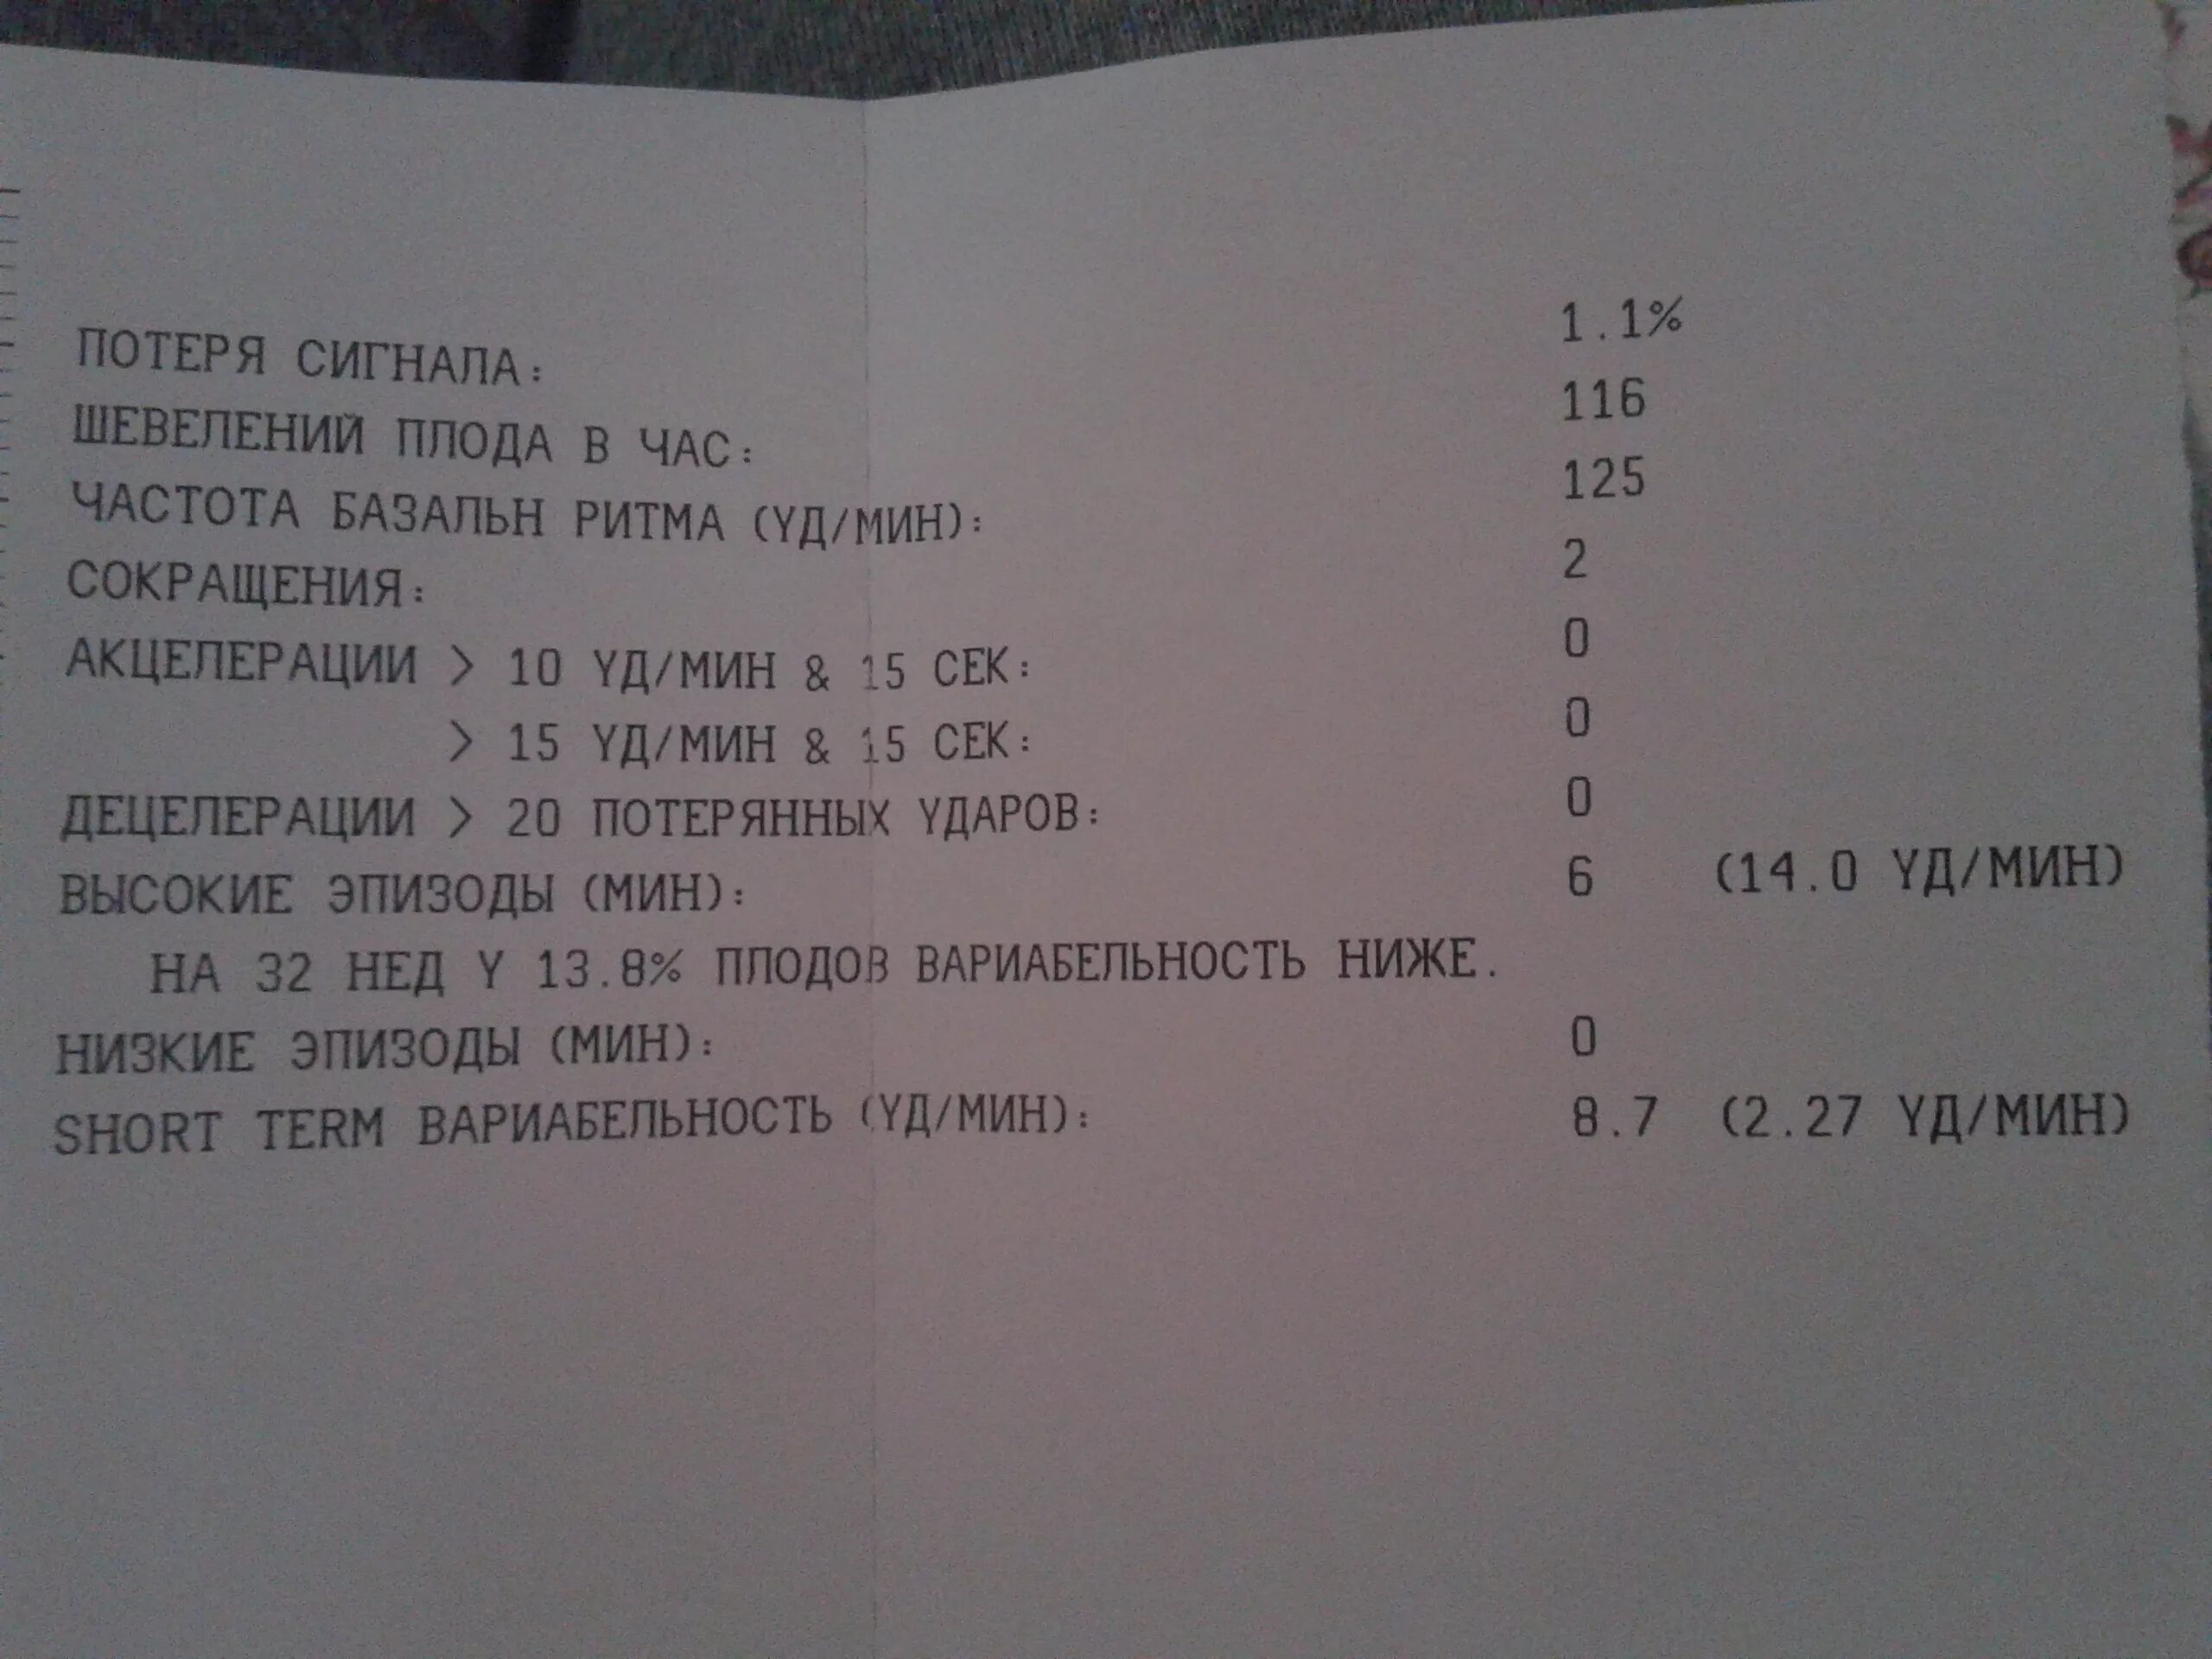 ПОТЕРЯ СИГНАЛА: 1.1%
ШЕВЕЛЕНИЙ ПЛОДА В ЧАС: 116
ЧАСТОТА БАЗАЛЬН РИТМА (УД/МИН): 125
СОКРАЩЕНИЯ: 2
АКЦЕЛЕРАЦИИ > 10 УД/МИН & 15 СЕК: 0
> 15 УД/МИН & 15 СЕК: 0
ДЕЦЕЛЕРАЦИИ > 20 ПОТЕРЯННЫХ УДАРОВ: 0
ВЫСОКИЕ ЭПИЗОДЫ (МИН): 6 (14.0 УД/МИН)
НА 32 НЕД У 13.8% ПЛОДОВ ВАРИАБЕЛЬНОСТЬ НИЖЕ.
НИЗКИЕ ЭПИЗОДЫ (МИН): 0
SHORT TERM ВАРИАБЕЛЬНОСТЬ (УД/МИН): 8.7 (2.27 УД/МИН)